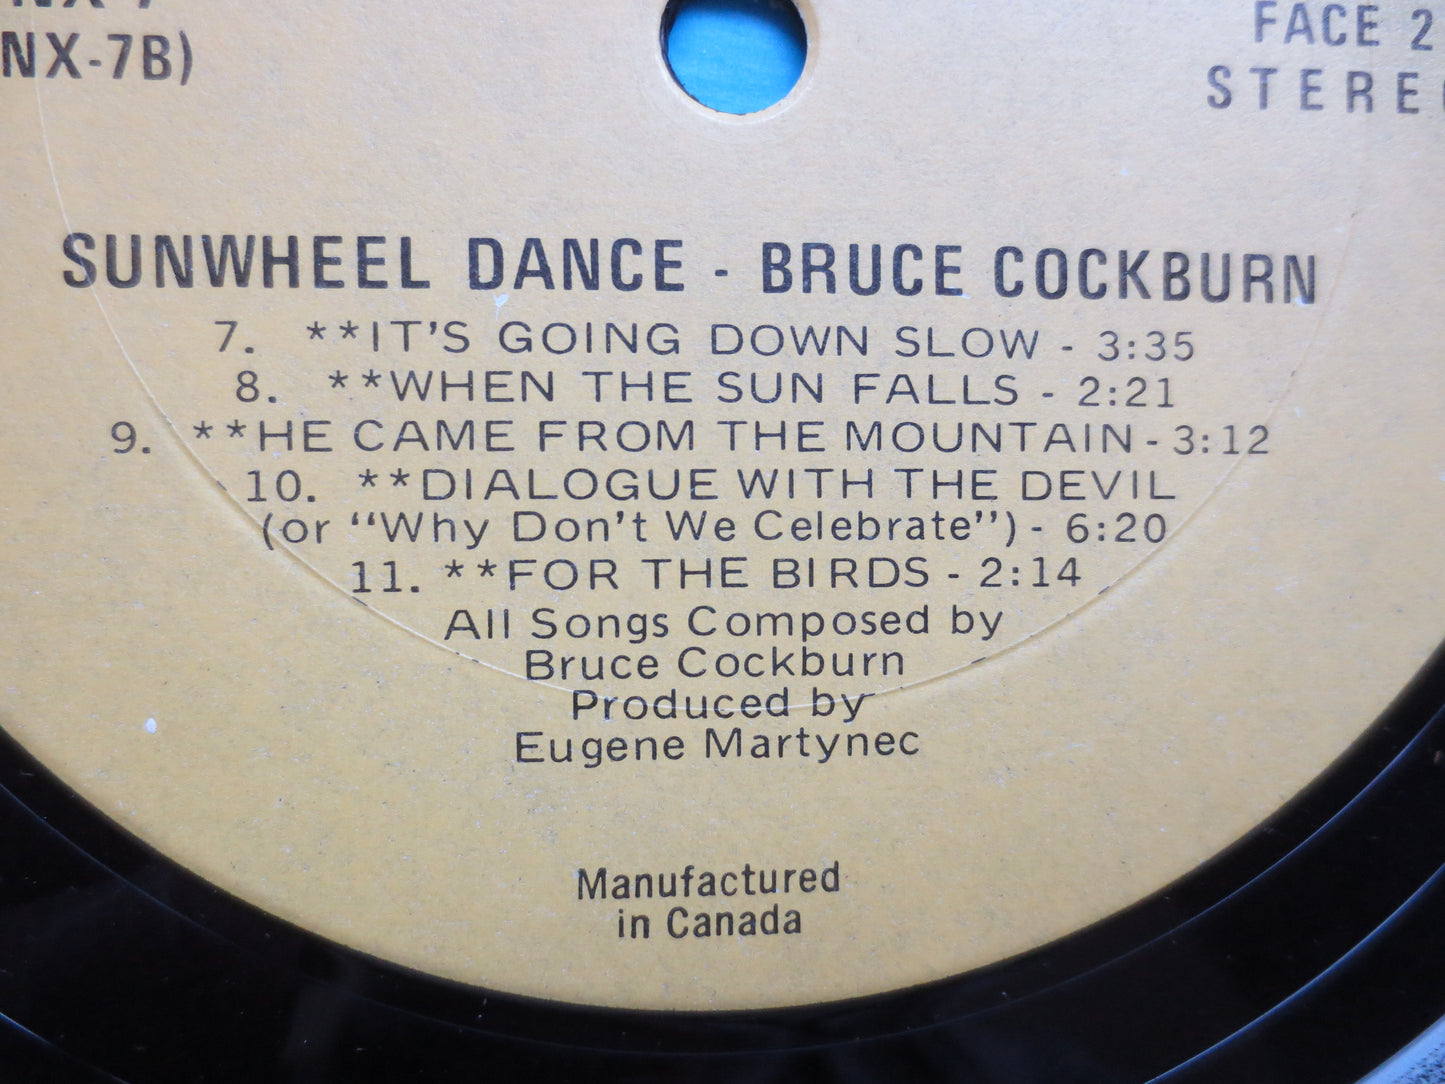 NX-7
NX-7B)
FACE 2
STERE
SUNWHEEL DANCE - BRUCE COCKBURN
7. **IT'S GOING DOWN SLOW - 3:35
8. **WHEN THE SUN FALLS - 2:21
9. **HE CAME FROM THE MOUNTAIN - 3:12
10. **DIALOGUE WITH THE DEVIL
(or "Why Don't We Celebrate") - 6:20
11. **FOR THE BIRDS - 2:14
All Songs Composed by
Bruce Cockburn
Produced by
Eugene Martynec
Manufactured
in Canada